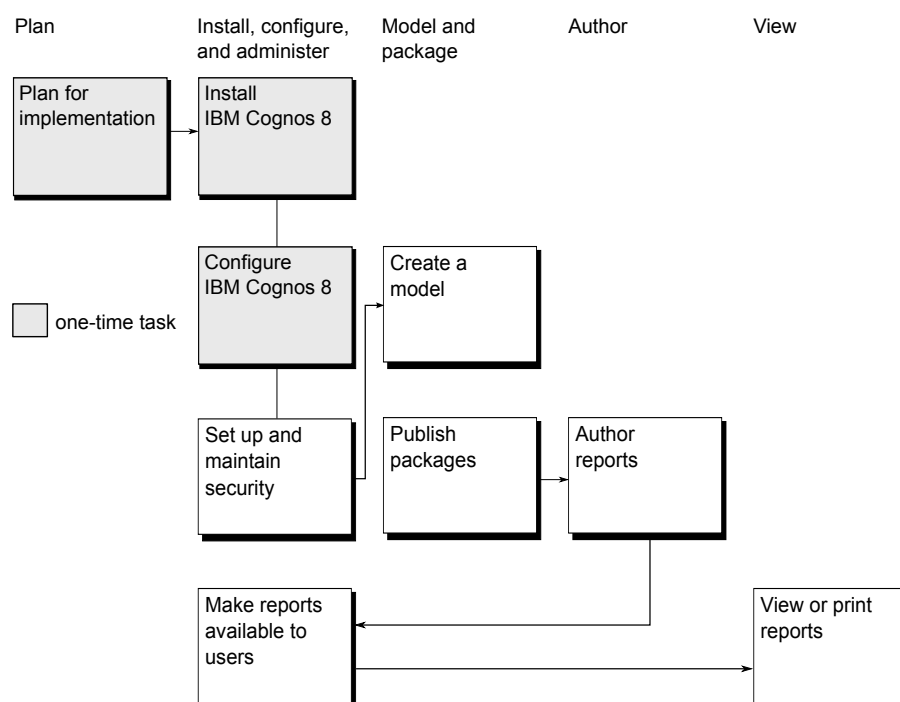 Plan
Install, configure,
and administer
Model and
package
Author
View
Plan for
implementation
Install
IBM Cognos 8
Configure
IBM Cognos 8
Create a
model
one-time task
Set up and
maintain
security
Publish
packages
Author
reports
Make reports
available to
users
View or print
reports